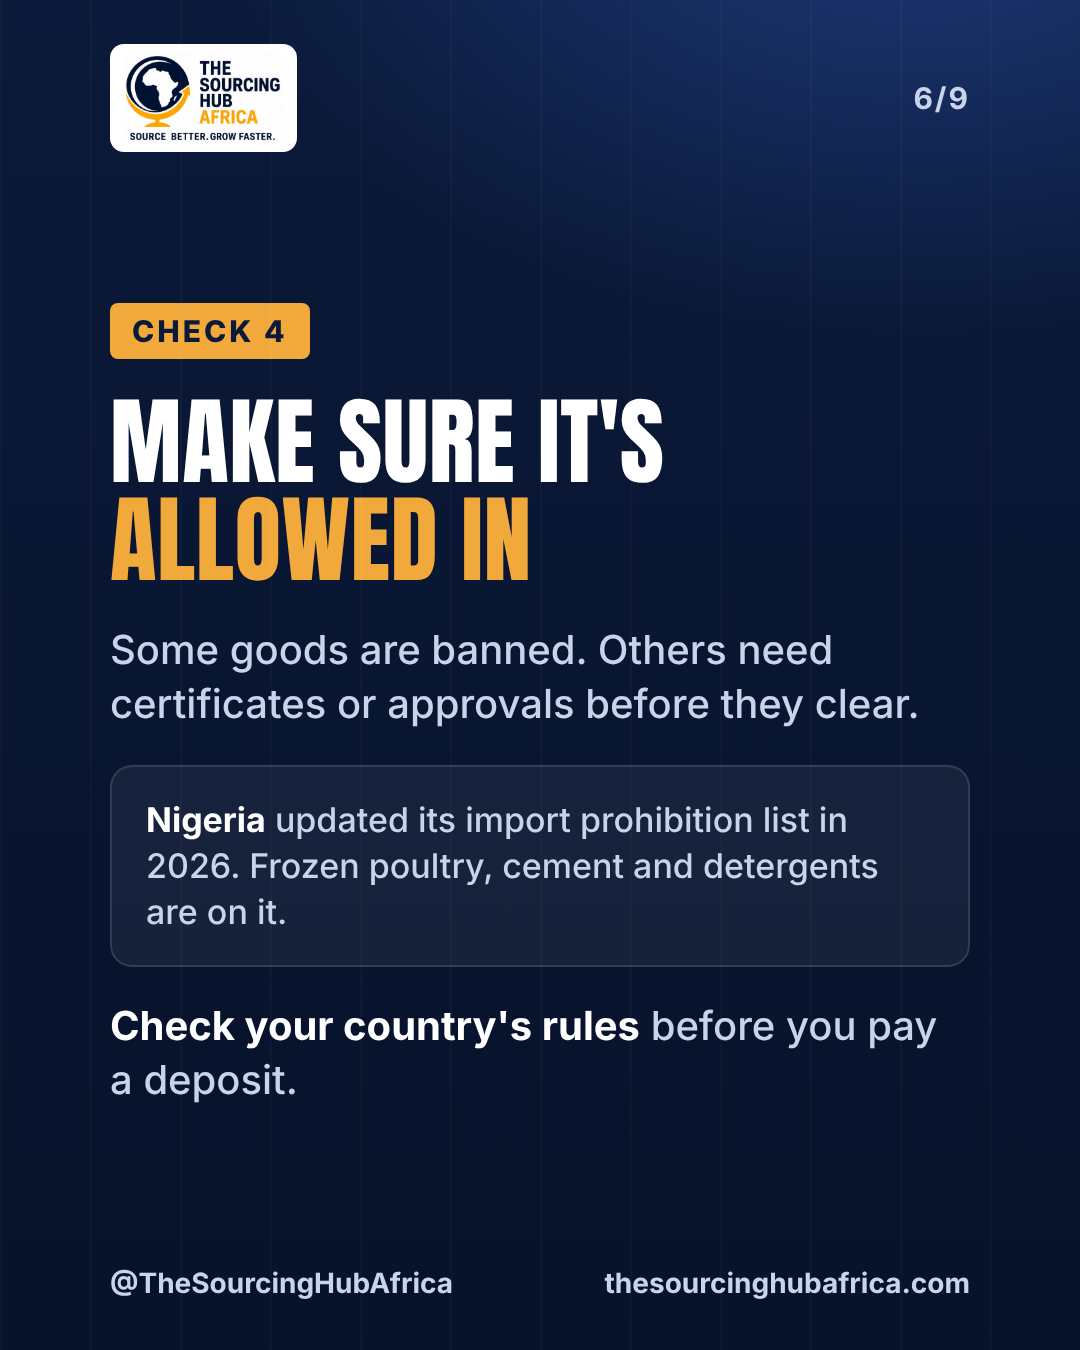 THE
SOURCING
HUB
AFRICA
SOURCE BETTER. GROW FASTER.
6/9
CHECK 4
MAKE SURE IT'S
ALLOWED IN
Some goods are banned. Others need
certificates or approvals before they clear.
Nigeria updated its import prohibition list in
2026. Frozen poultry, cement and detergents
are on it.
Check your country's rules before you pay
a deposit.
@TheSourcingHubAfrica
thesourcinghubafrica.com